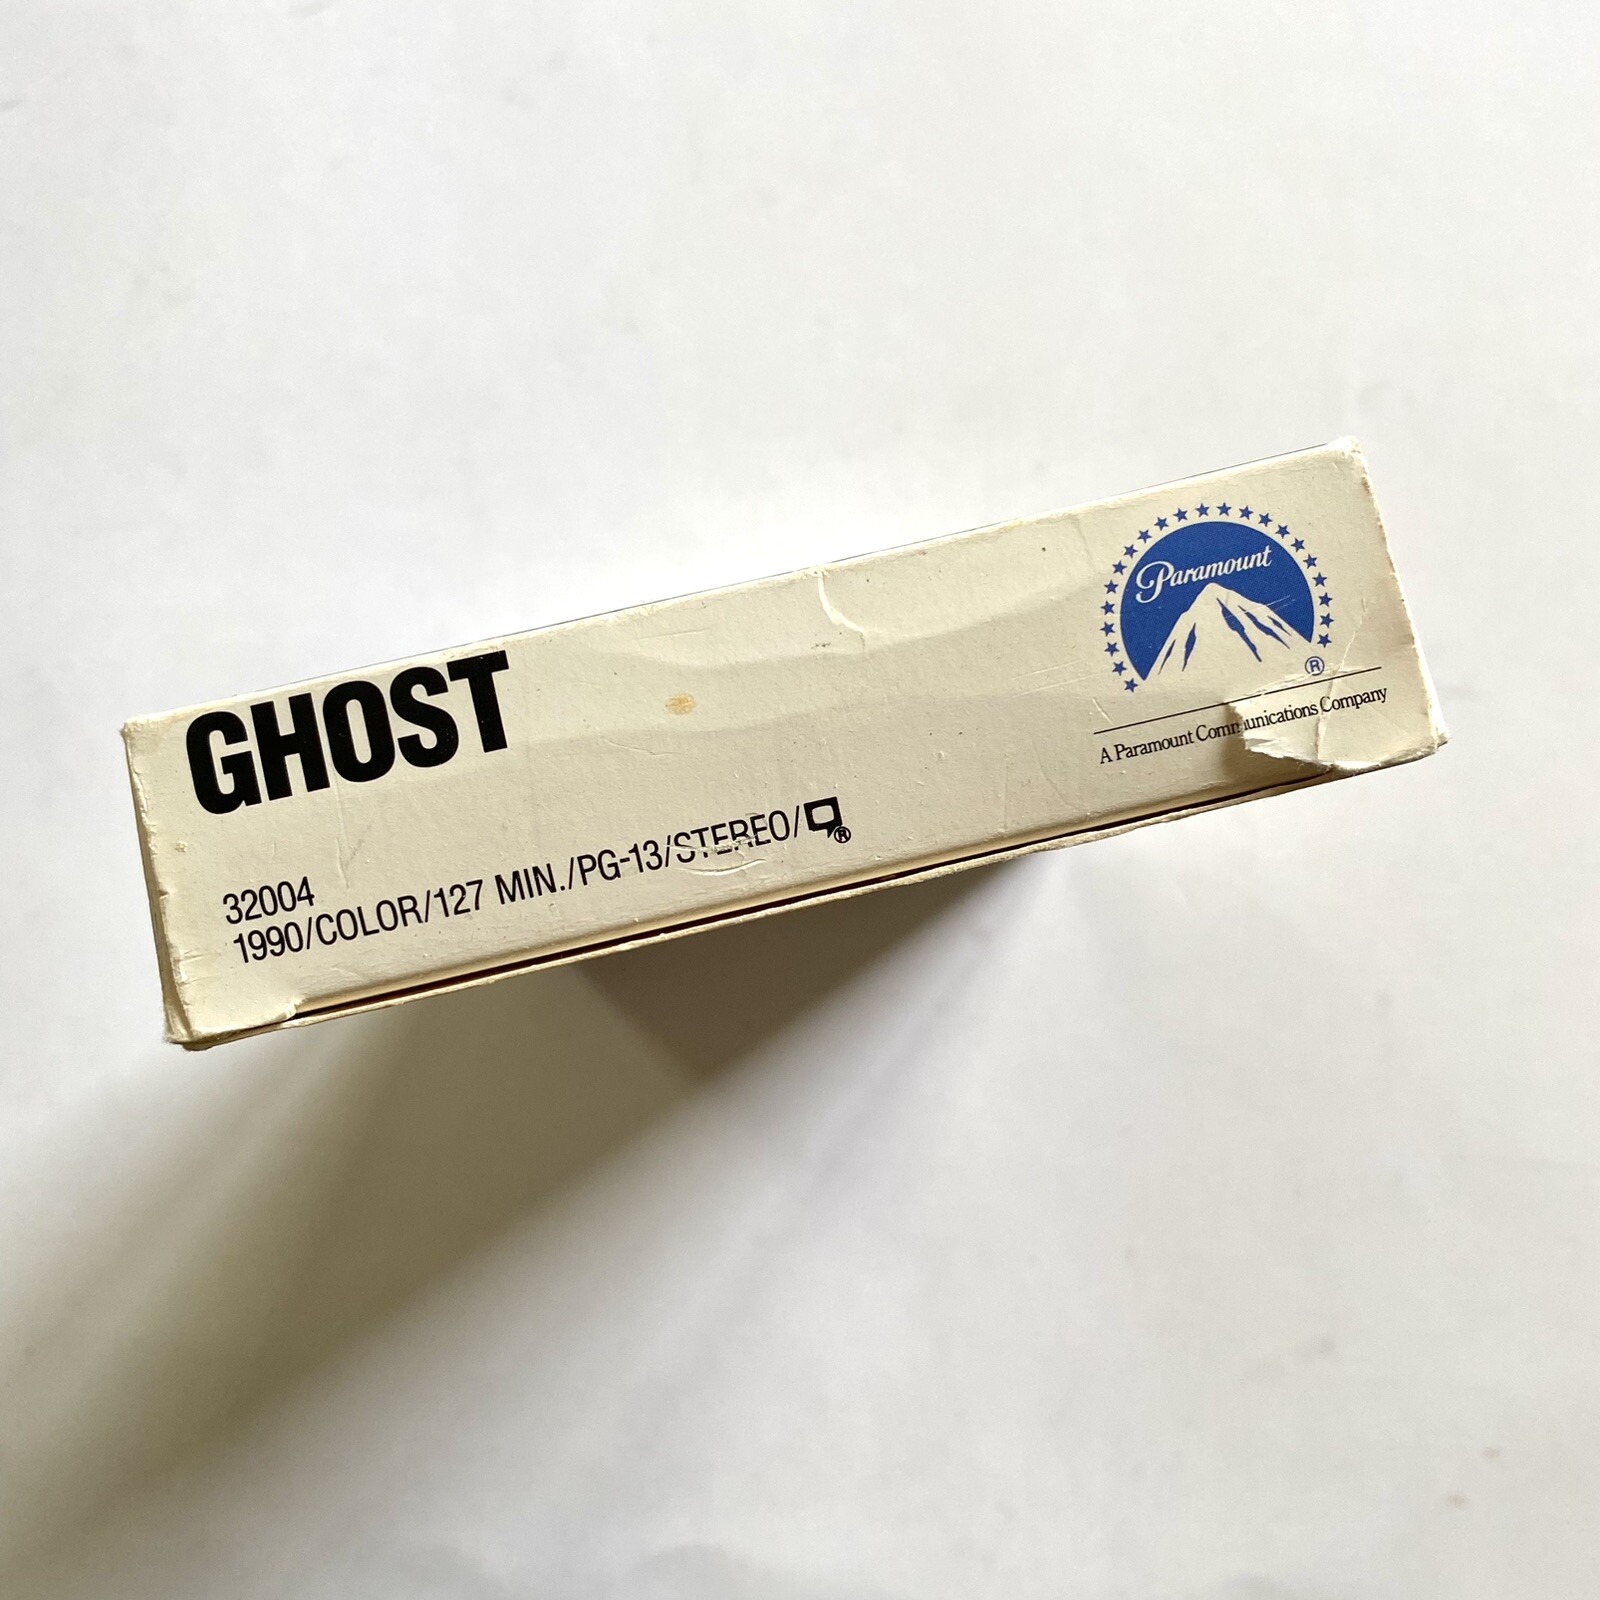 GHOST
32004
1990/COLOR/127 MIN./PG-13/STEREO/
®
Paramount
®
A Paramount Communications Company